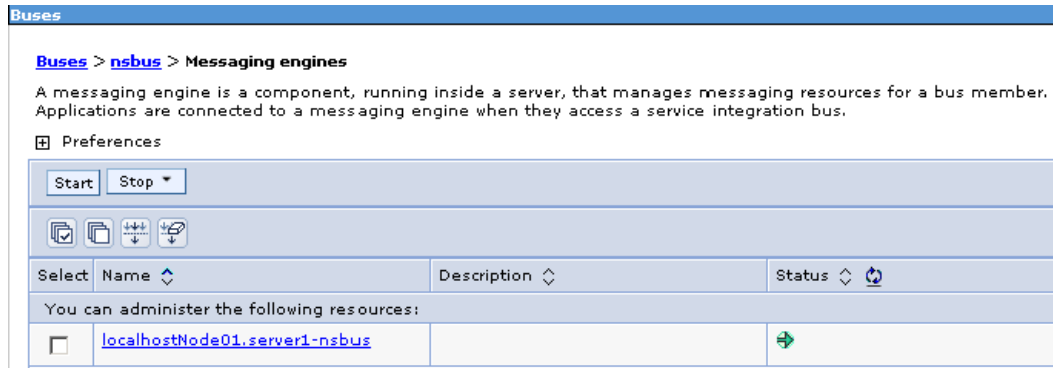 Buses
Buses > nsbus > Messaging engines
A messaging engine is a component, running inside a server, that manages messaging resources for a bus member.
Applications are connected to a messaging engine when they access a service integration bus.
Preferences
Start Stop
Select Name Description Status
You can administer the following resources:
localhostNode01.server1-nsbus